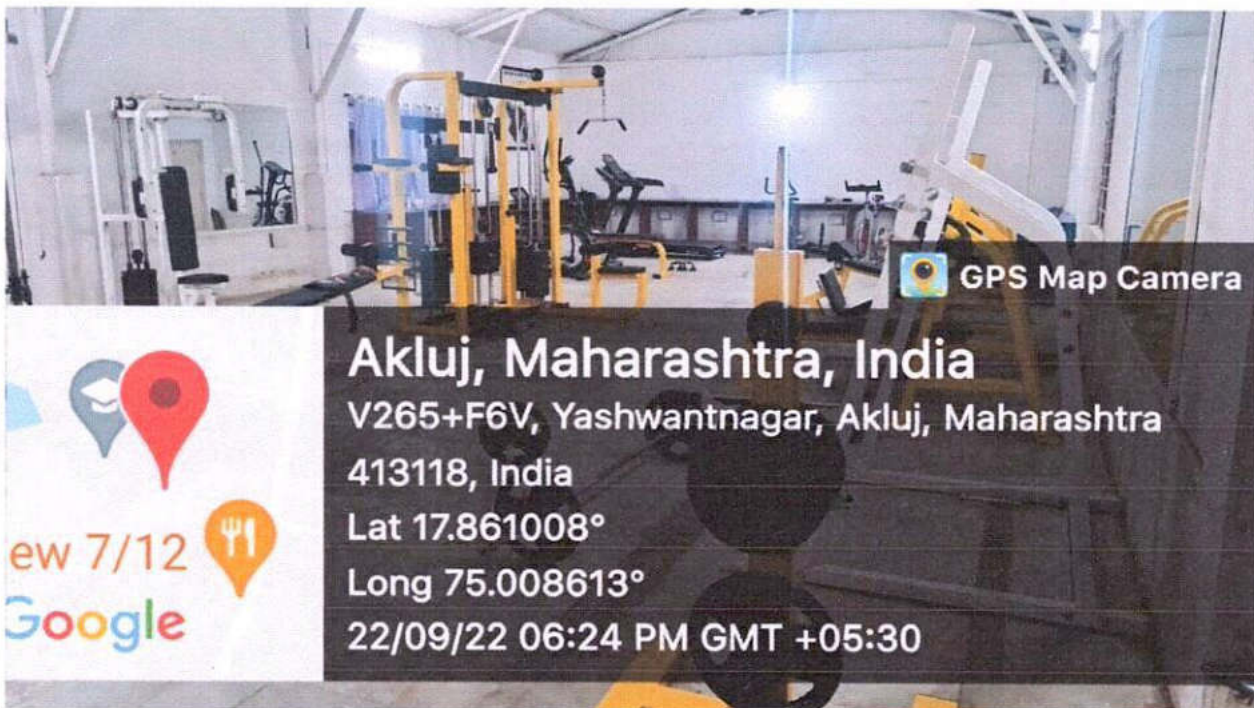 GPS Map Camera
Akluj, Maharashtra, India
V265+F6V, Yashwantnagar, Akluj, Maharashtra
413118, India
Lat 17.861008°
Long 75.008613°
22/09/22 06:24 PM GMT +05:30
ew 7/12
Google